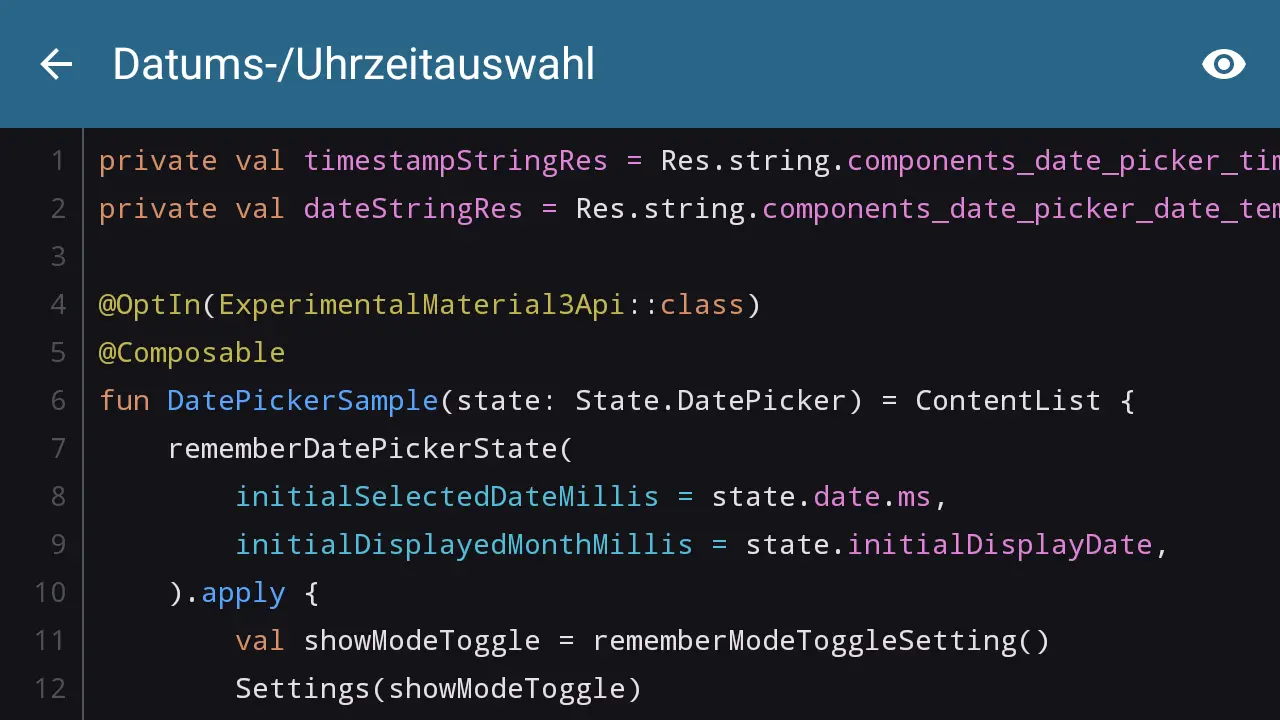 Datums-/Uhrzeitauswahl
1 private val timestampStringRes = Res.string.components_date_picker_tim
2 private val dateStringRes = Res.string.components_date_picker_date_tem
3
4 @OptIn(ExperimentalMaterial3Api::class)
5 @Composable
6 fun DatePickerSample(state: State.DatePicker) = ContentList {
7     rememberDatePickerState(
8         initialSelectedDateMillis = state.date.ms,
9         initialDisplayedMonthMillis = state.initialDisplayDate,
10     ).apply {
11         val showModeToggle = rememberModeToggleSetting()
12         Settings(showModeToggle)